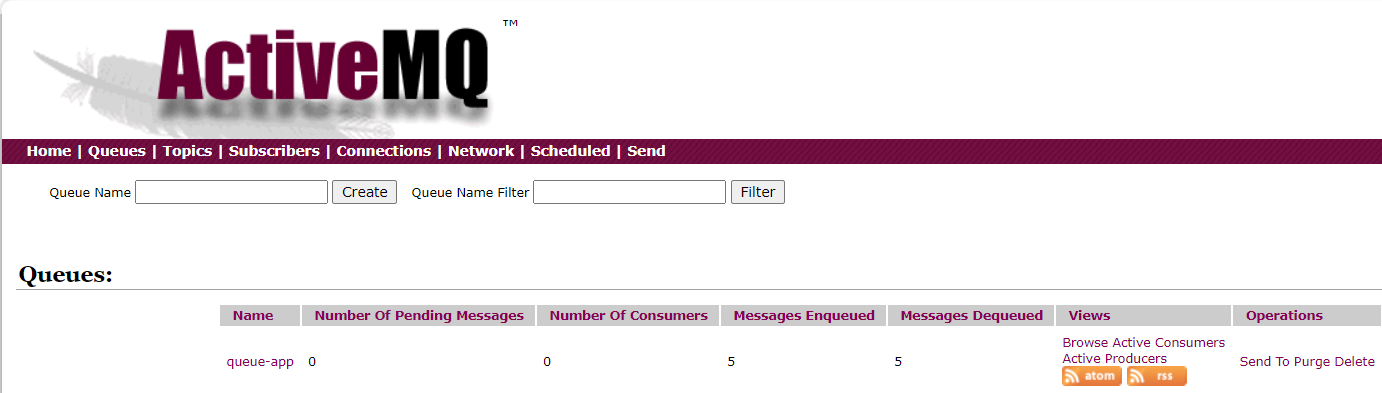 ActiveMQ™
Home | Queues | Topics | Subscribers | Connections | Network | Scheduled | Send
Queue Name Create Queue Name Filter Filter
Queues:
Name Number Of Pending Messages Number Of Consumers Messages Enqueued Messages Dequeued Views Operations
queue-app 0 0 5 5 Browse Active Consumers
Active Producers
atom rss
Send To Purge Delete